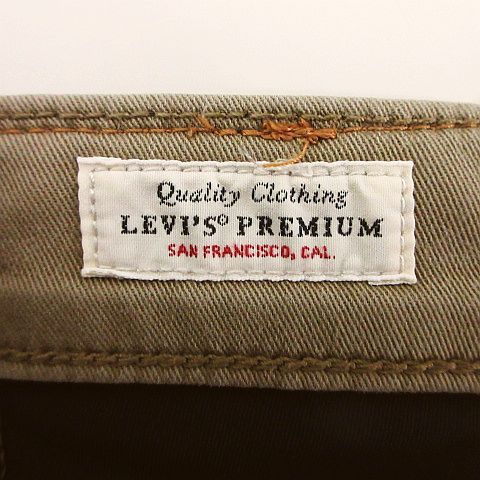 Quality Clothing
LEVI'S® PREMIUM
SAN FRANCISCO, CAL.